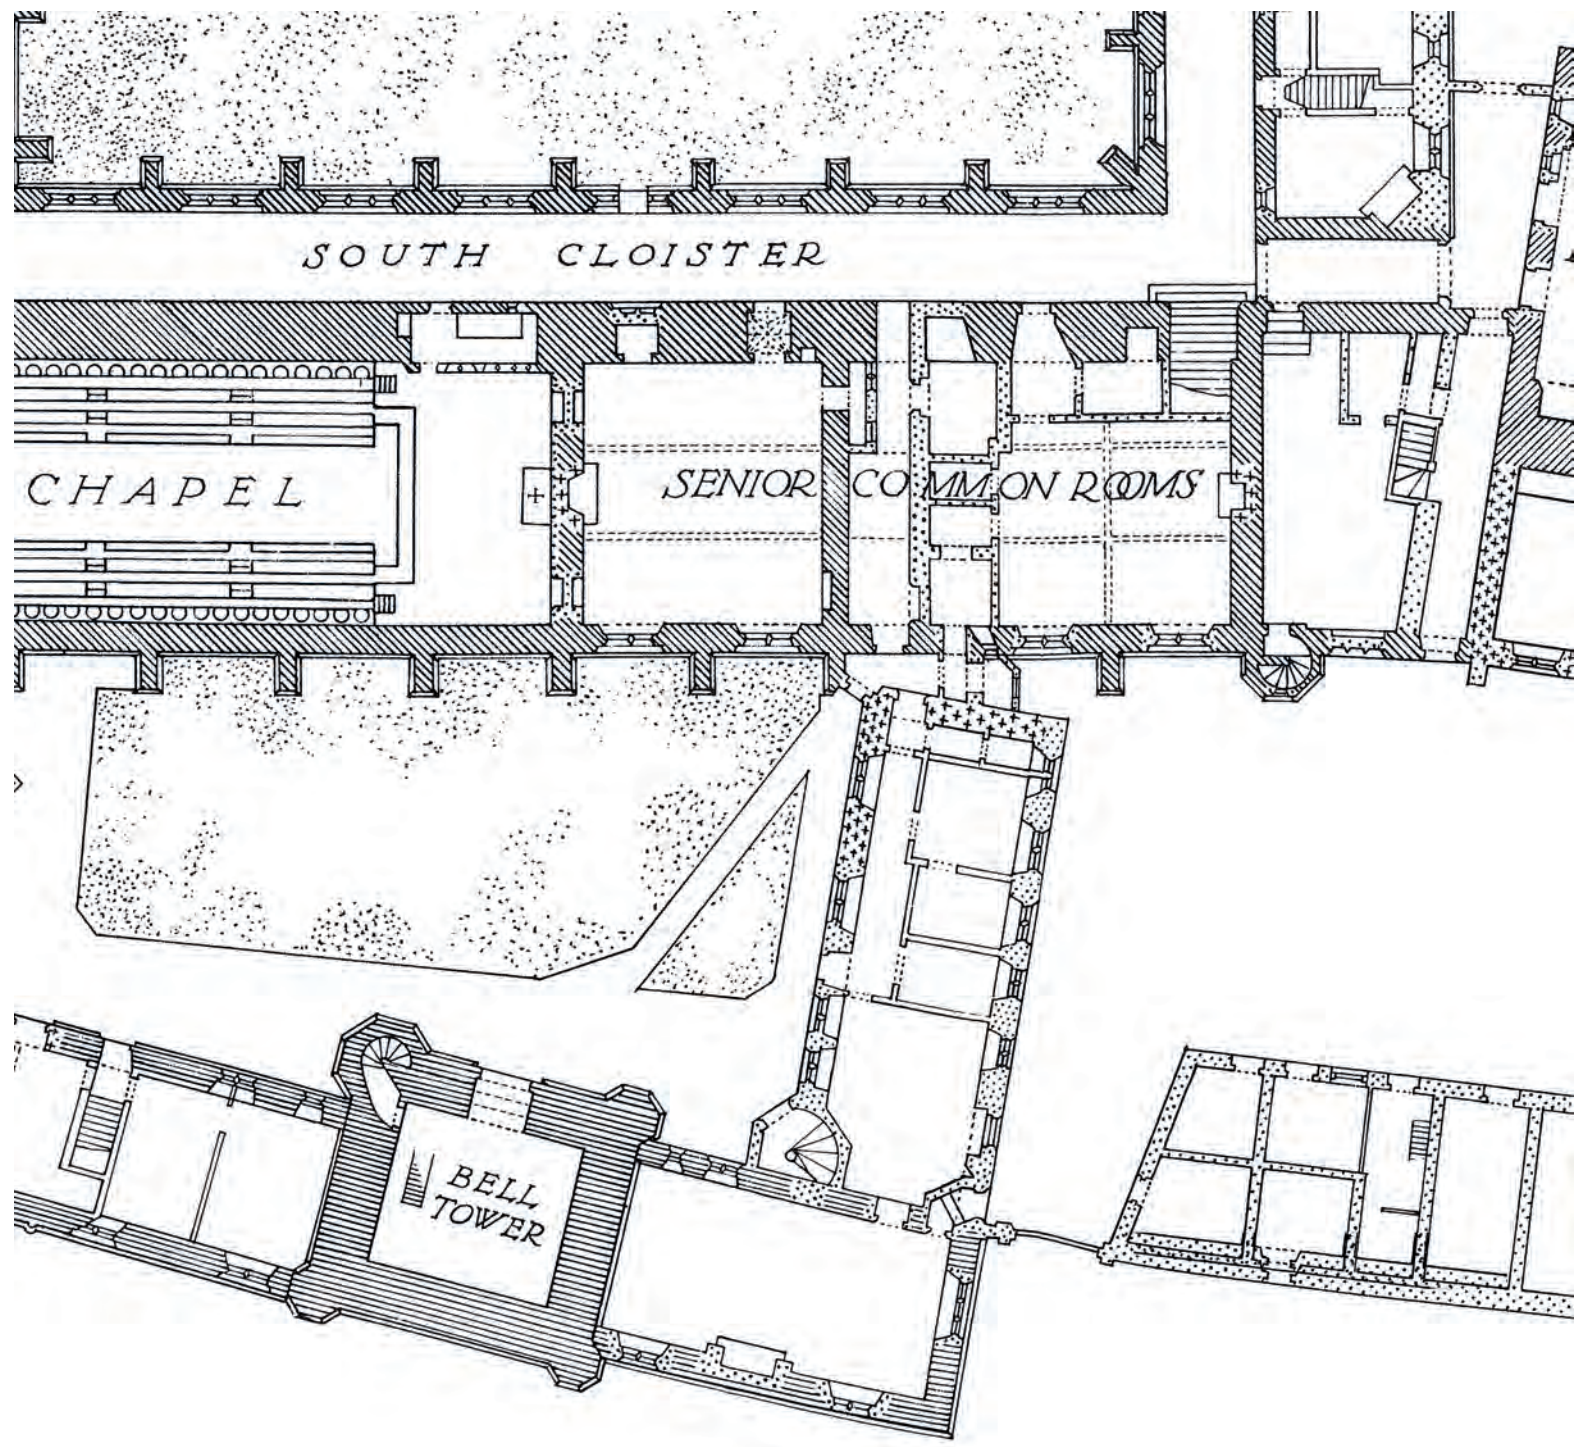 SOUTH CLOISTER
CHAPEL
SENIOR COMMON ROOMS
BELL
TOWER